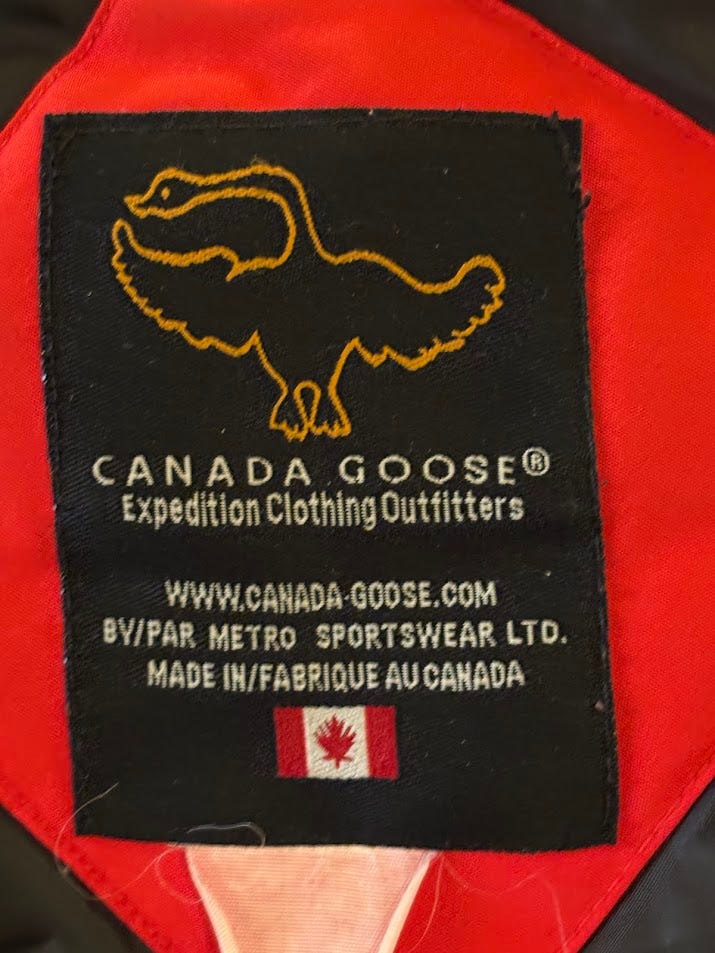 CANADA GOOSE®
Expedition Clothing Outfitters
WWW.CANADA-GOOSE.COM
BY/PAR METRO SPORTSWEAR LTD.
MADE IN/FABRIQUE AU CANADA